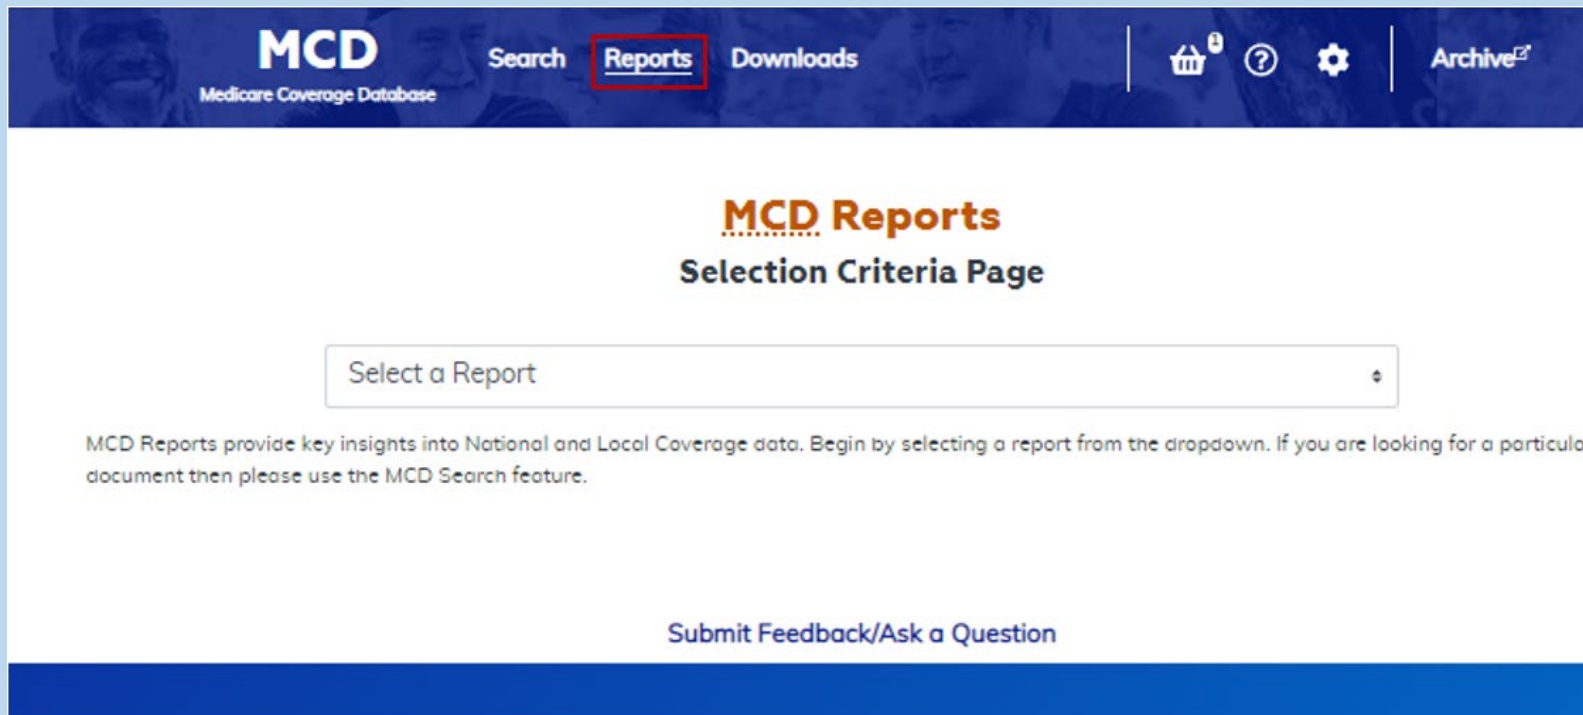 MCD
Medicare Coverage Database
Search Reports Downloads
1
Archive
MCD Reports
Selection Criteria Page
Select a Report
MCD Reports provide key insights into National and Local Coverage data. Begin by selecting a report from the dropdown. If you are looking for a particula
document then please use the MCD Search feature.
Submit Feedback/Ask a Question